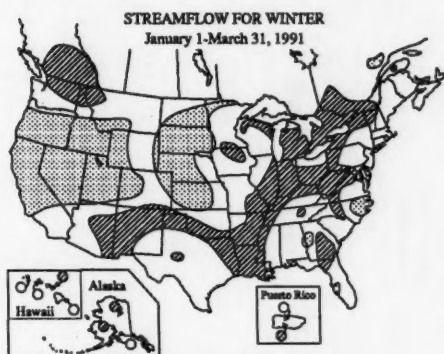 STREAMFLOW FOR WINTER
January 1-March 31, 1991
Alaska
Hawaii
Puerto Rico